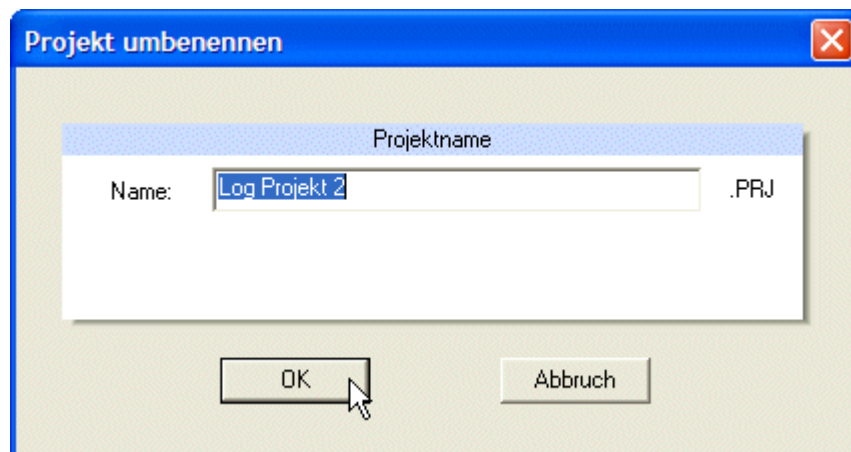 Projekt umbenennen
Projektname
Name: Log Projekt 2 .PRJ
OK Abbruch